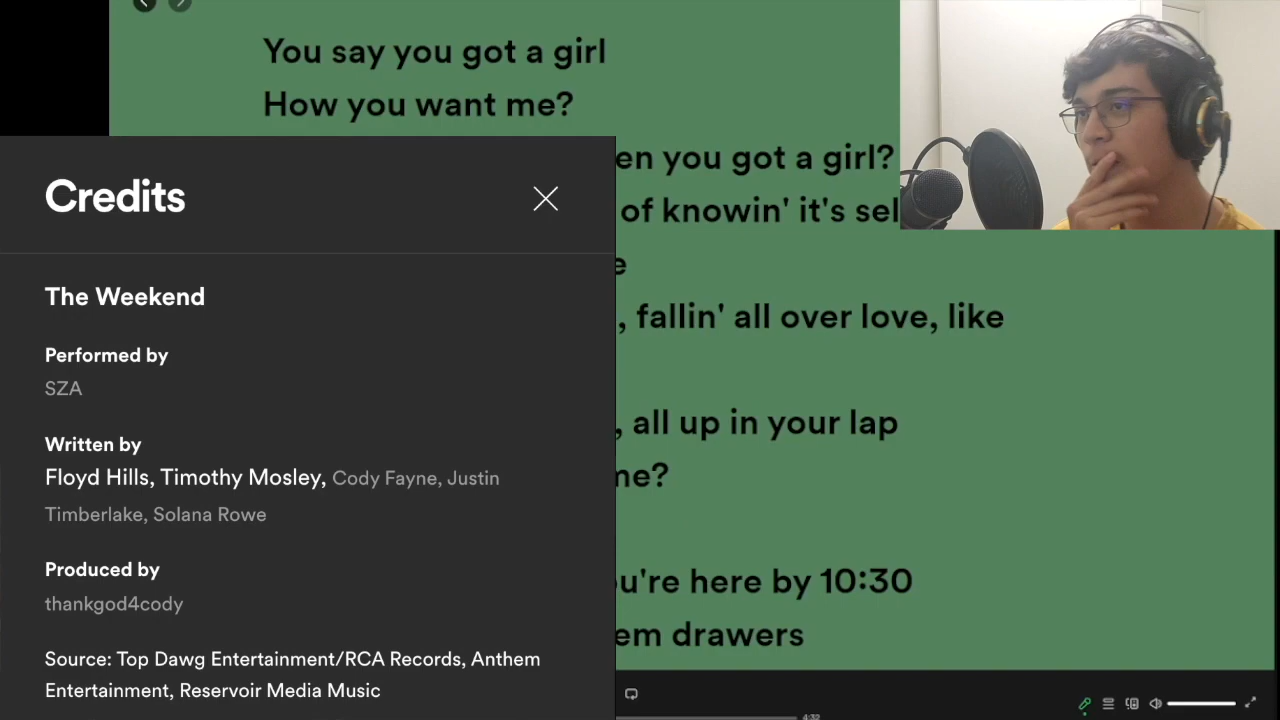 You say you got a girl
How you want me?
en you got a girl?
of knowin' it's sel
e
, fallin' all over love, like
, all up in your lap
me?
u're here by 10:30
em drawers
Credits
The Weekend
Performed by
SZA
Written by
Floyd Hills, Timothy Mosley, Cody Fayne, Justin
Timberlake, Solana Rowe
Produced by
thankgod4cody
Source: Top Dawg Entertainment/RCA Records, Anthem
Entertainment, Reservoir Media Music
4:32